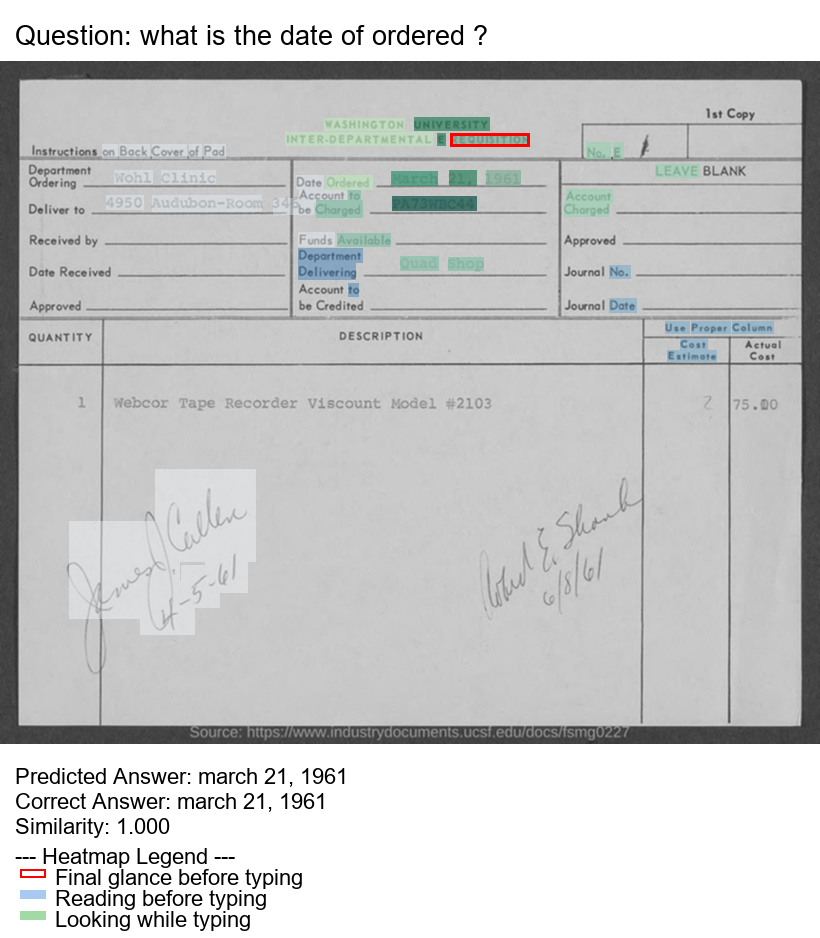 Question: what is the date of ordered ?
1st Copy
WASHINGTON UNIVERSITY
INTER-DEPARTMENTAL E REQUISITION
No. E
Instructions on Back Cover of Pad
Department Ordering Wohl Clinic
Deliver to 4950 Audubon-Room 346
Received by
Date Received
Approved
Date Ordered March 21, 1961
Account to be Charged PA73WBC44
Funds Available
Department Delivering Quad Shop
Account to be Credited
LEAVE BLANK
Account Charged
Approved
Journal No.
Journal Date
QUANTITY DESCRIPTION Use Proper Column
Cost Estimate Actual Cost
1 Webcor Tape Recorder Viscount Model #2103 2 75.00
James J. Cullen
4-5-61
Robert E. Shank
6/8/61
Source: https://www.industrydocuments.ucsf.edu/docs/fsmg0227
Predicted Answer: march 21, 1961
Correct Answer: march 21, 1961
Similarity: 1.000
--- Heatmap Legend ---
Final glance before typing
Reading before typing
Looking while typing